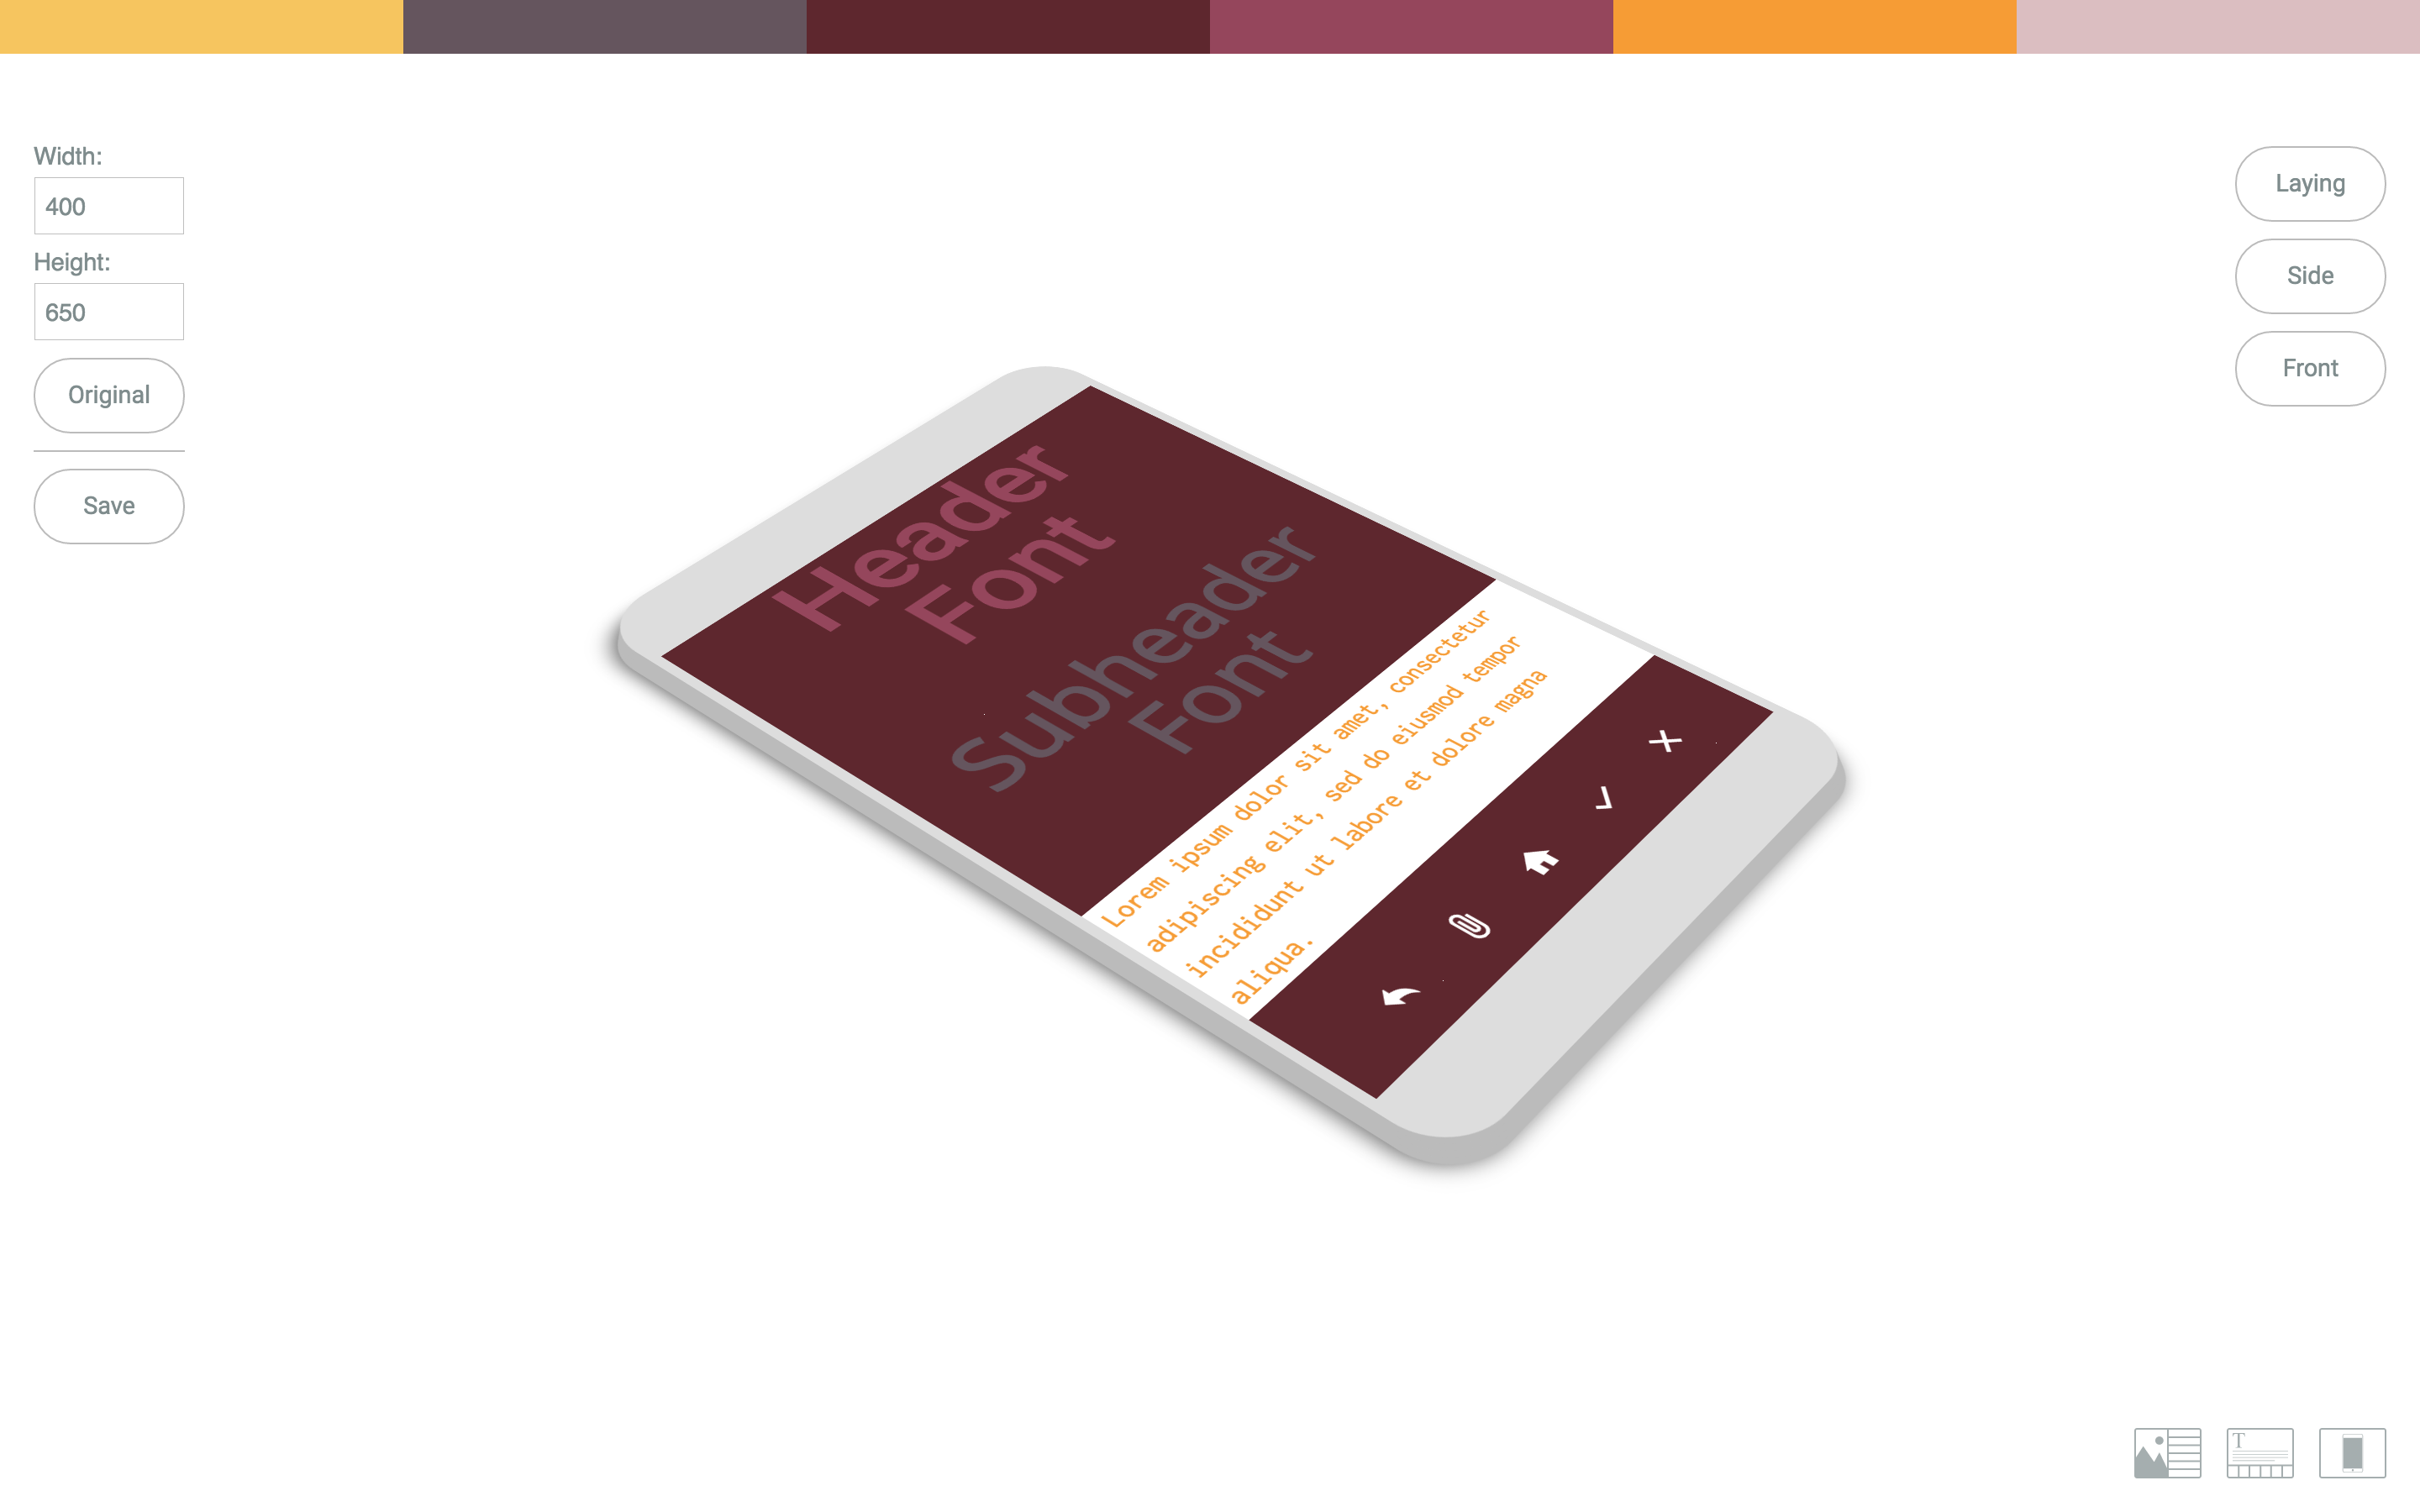 Width:
400
Height:
650
Original
Save
Laying
Side
Front
Header
Font
Subheader
Font
Lorem ipsum dolor sit amet, consectetur
adipiscing elit, sed do eiusmod tempor
incididunt ut labore et dolore magna
aliqua.
T